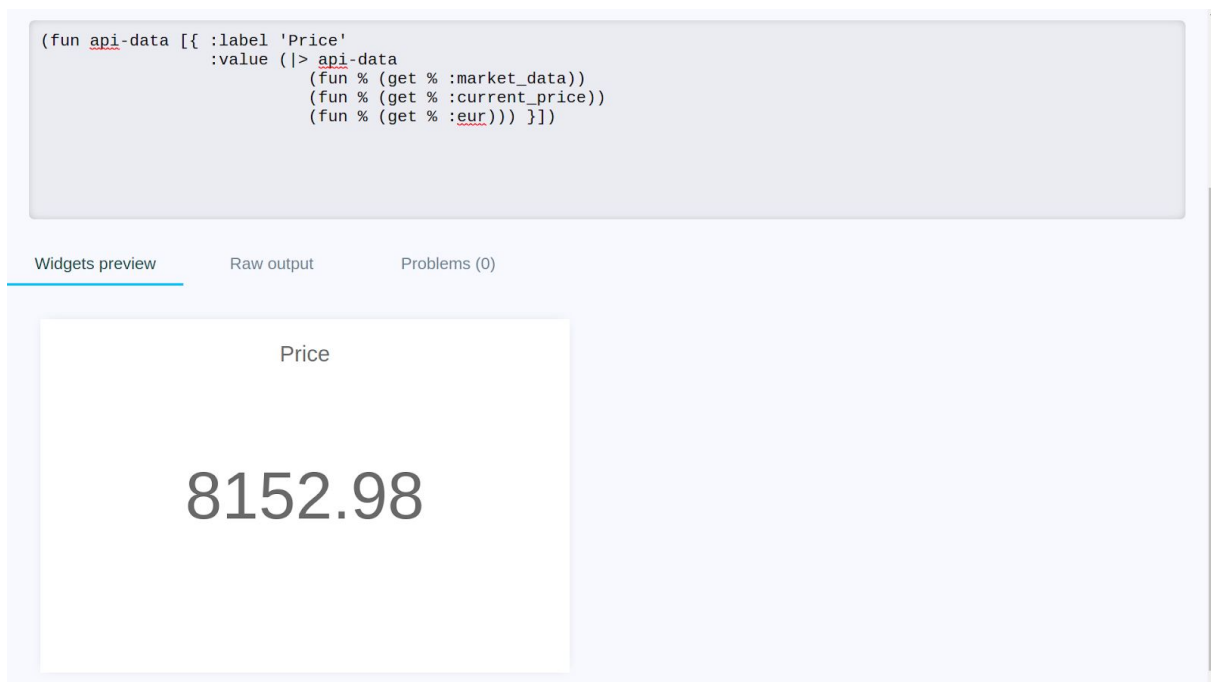 (fun api-data [{ :label 'Price'
:value (|> api-data
(fun % (get % :market_data))
(fun % (get % :current_price))
(fun % (get % :eur))) }])
Widgets preview Raw output Problems (0)
Price
8152.98